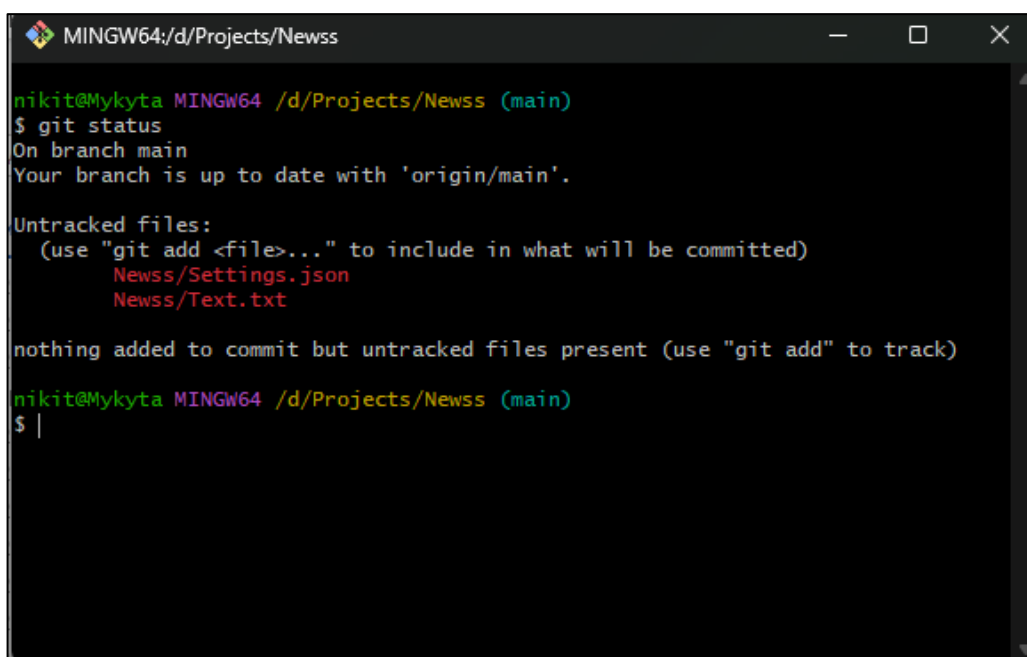 MINGW64:/d/Projects/Newss
nikit@Mykyta MINGW64 /d/Projects/Newss (main)
$ git status
On branch main
Your branch is up to date with 'origin/main'.
Untracked files:
(use "git add <file>..." to include in what will be committed)
Newss/Settings.json
Newss/Text.txt
nothing added to commit but untracked files present (use "git add" to track)
nikit@Mykyta MINGW64 /d/Projects/Newss (main)
$